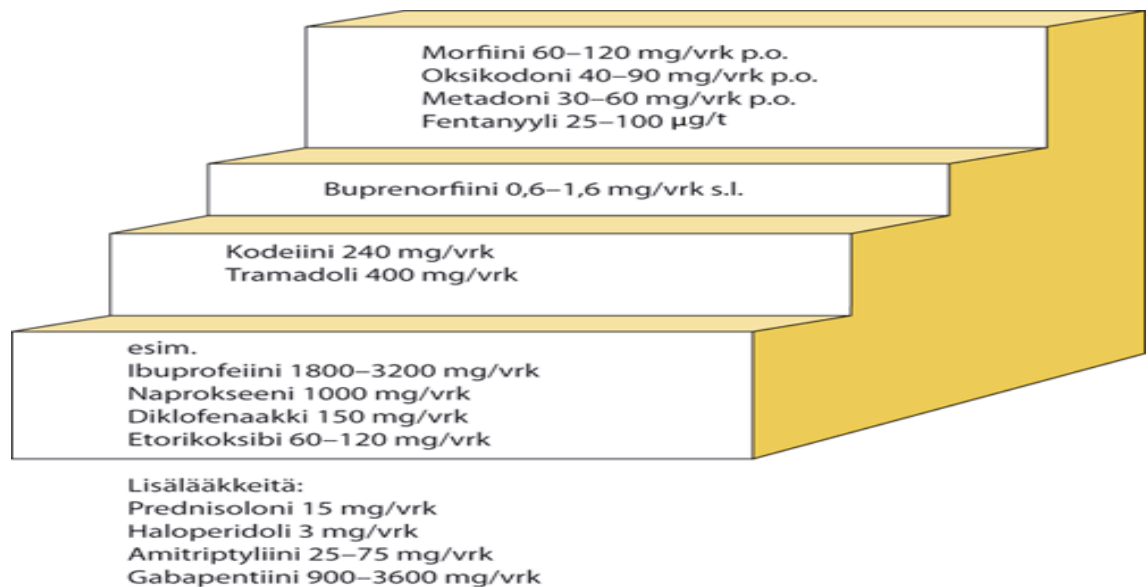 Morfiini 60–120 mg/vrk p.o.
Oksikodoni 40–90 mg/vrk p.o.
Metadoni 30–60 mg/vrk p.o.
Fentanyyli 25–100 µg/t
Buprenorfiini 0,6–1,6 mg/vrk s.l.
Kodeiini 240 mg/vrk
Tramadoli 400 mg/vrk
esim.
Ibuprofeiini 1800–3200 mg/vrk
Naprokseeni 1000 mg/vrk
Diklofenaakki 150 mg/vrk
Etorikoksibi 60–120 mg/vrk
Lisälääkkeitä:
Prednisoloni 15 mg/vrk
Haloperidoli 3 mg/vrk
Amitriptyliini 25–75 mg/vrk
Gabapentiini 900–3600 mg/vrk